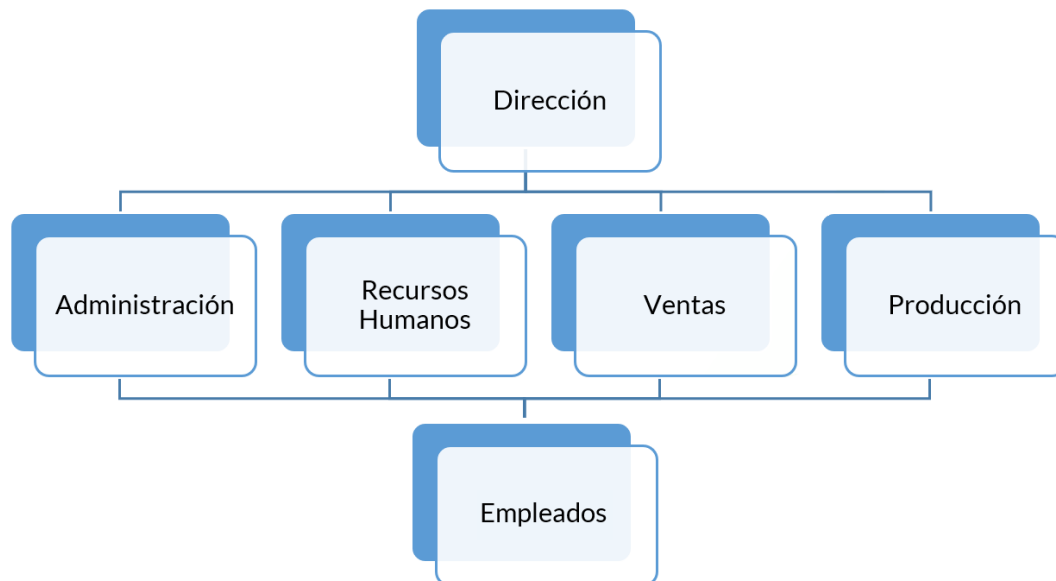 Dirección
Administración
Recursos
Humanos
Ventas
Producción
Empleados